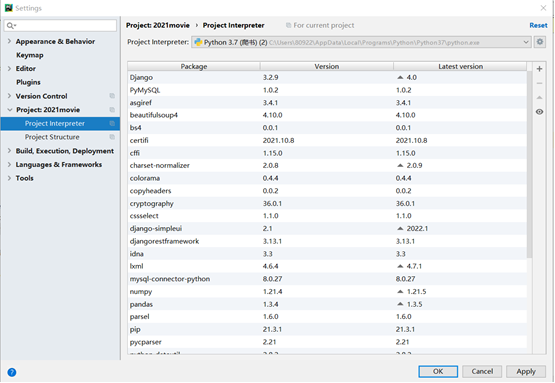 Settings
Project: 2021movie › Project Interpreter For current project Reset
Appearance & Behavior
Keymap
Editor
Plugins
Version Control
Project: 2021movie
Project Interpreter
Project Structure
Build, Execution, Deployment
Languages & Frameworks
Tools
Project Interpreter: Python 3.7 (爬书) (2) C:\Users\80922\AppData\Local\Programs\Python\Python37\python.exe
Package Version Latest version
Django 3.2.9 4.0
PyMySQL 1.0.2 1.0.2
asgiref 3.4.1 3.4.1
beautifulsoup4 4.10.0 4.10.0
bs4 0.0.1 0.0.1
certifi 2021.10.8 2021.10.8
cffi 1.15.0 1.15.0
charset-normalizer 2.0.8 2.0.9
colorama 0.4.4 0.4.4
copyheaders 0.0.2 0.0.2
cryptography 36.0.1 36.0.1
cssselect 1.1.0 1.1.0
django-simpleui 2.1 2022.1
djangorestframework 3.13.1 3.13.1
idna 3.3 3.3
lxml 4.6.4 4.7.1
mysql-connector-python 8.0.27 8.0.27
numpy 1.21.4 1.21.5
pandas 1.3.4 1.3.5
parsel 1.6.0 1.6.0
pip 21.3.1 21.3.1
pycparser 2.21 2.21
OK Cancel Apply